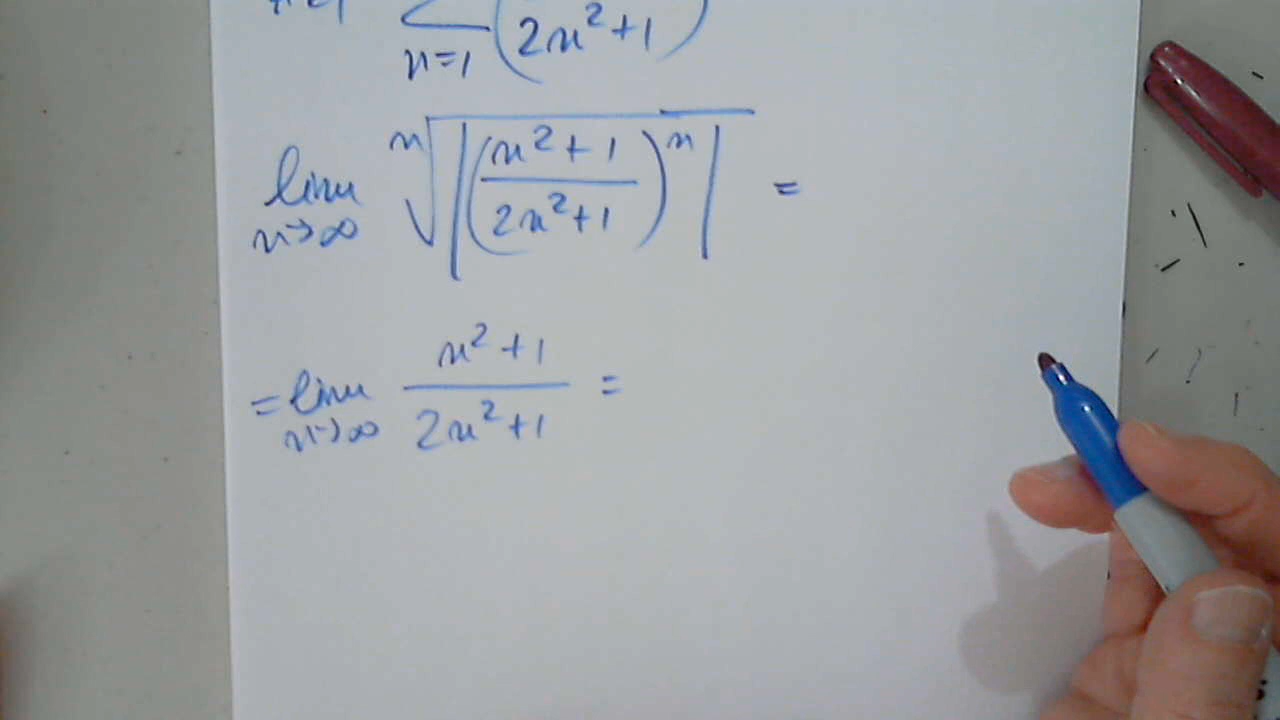 ∑ n=1 ( 2n²+1 )
lim n→∞ ⁿ√|((n²+1)/(2n²+1))ⁿ| =
= lim n→∞ (n²+1)/(2n²+1) =